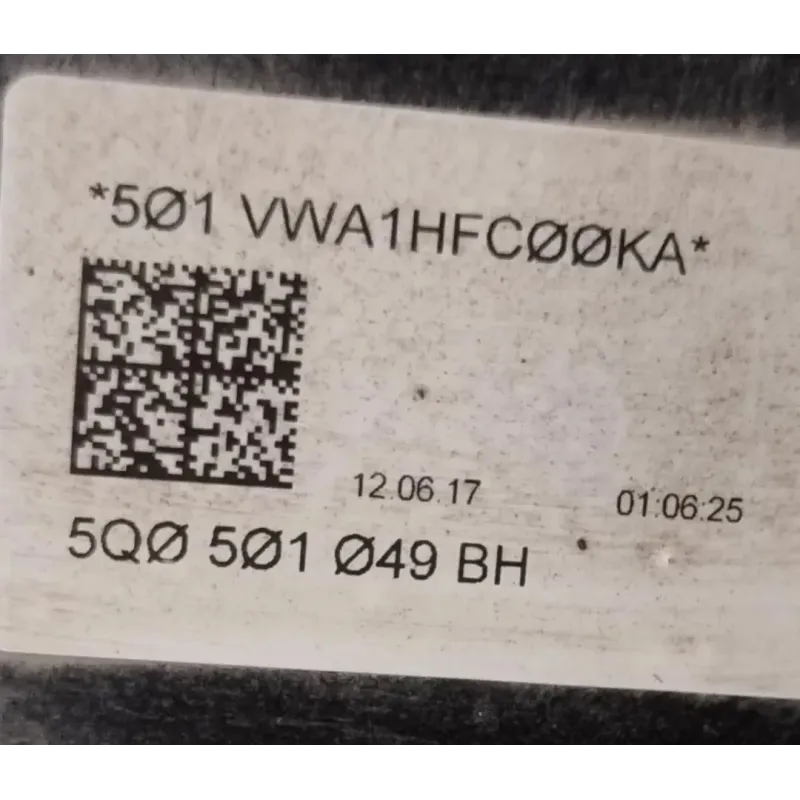 *5Ø1 VWA1HFCØØKA*
12.06.17 01:06:25
5QØ 5Ø1 Ø49 BH